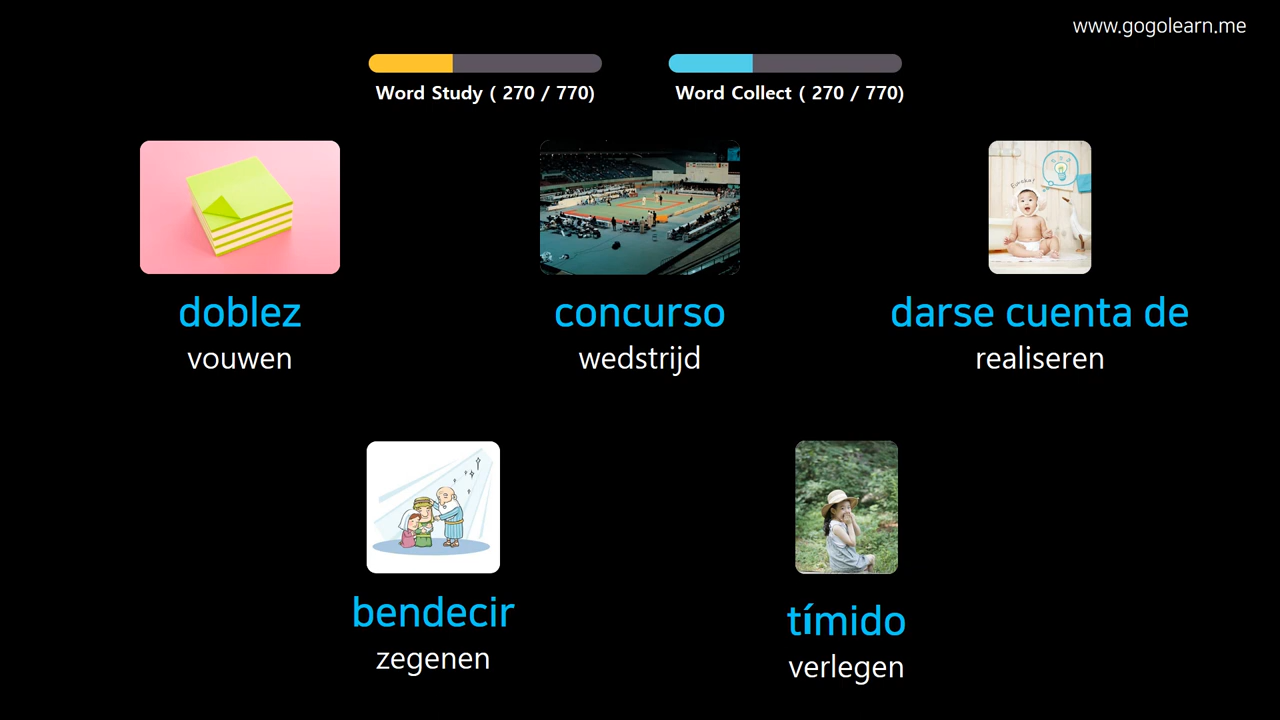 www.gogolearn.me
Word Study ( 270 / 770)
Word Collect ( 270 / 770)
Eureka!
doblez
concurso
darse cuenta de
vouwen
wedstrijd
realiseren
bendecir
tímido
zegenen
verlegen